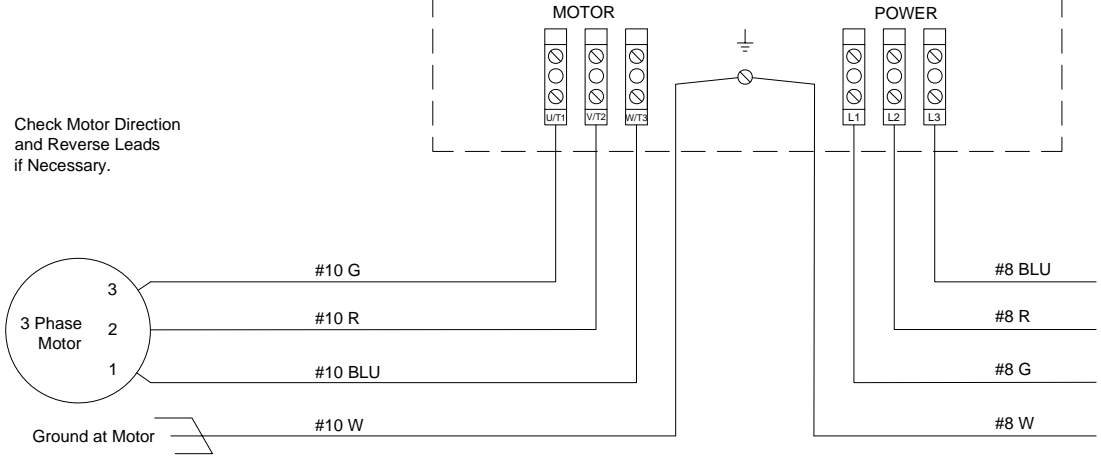 MOTOR
POWER
U/T1
V/T2
W/T3
L1
L2
L3
Check Motor Direction
and Reverse Leads
if Necessary.
#10 G
#8 BLU
3
3 Phase
Motor
2
#10 R
#8 R
1
#10 BLU
#8 G
Ground at Motor
#10 W
#8 W